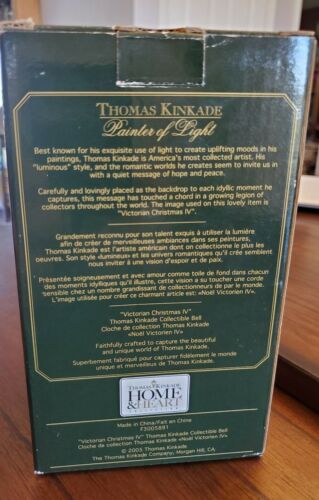 THOMAS KINKADE
Painter of Light
Best known for his exquisite use of light to create uplifting moods in his
paintings, Thomas Kinkade is America's most collected artist. His
"luminous" style, and the romantic worlds he creates seem to invite us in
with a quiet message of hope and peace.
Carefully and lovingly placed as the backdrop to each idyllic moment he
captures, this message has touched a chord in a growing legion of
collectors throughout the world. The image used on this lovely item is
"Victorian Christmas IV".
Grandement reconnu pour son talent exquis à utiliser la lumière
afin de créer de merveilleuses ambiances dans ses peintures,
Thomas Kinkade est l'artiste américain dont on collectionne le plus les
oeuvres. Son style «lumineux» et les univers romantiques qu'il crée semblent
nous inviter à une vision d'espoir et de paix.
Présentée soigneusement et avec amour comme toile de fond dans chacun
des moments idylliques qu'il illustre, cette vision a su toucher une corde
sensible chez un nombre grandissant de collectionneurs de par le monde.
L'image utilisée pour créer ce charmant article est: «Noël Victorien IV»
"Victorian Christmas IV"
Thomas Kinkade Collectible Bell
Cloche de collection Thomas Kinkade
«Noël Victorien IV»
Faithfully crafted to capture the beautiful
and unique world of Thomas Kinkade.
Superbement fabriqué pour capturer fidèlement le monde
unique et merveilleux de Thomas Kinkade.
THOMAS KINKADE
HOME
& HEART
Made in China/Fait en Chine
F3005881
"Victorian Christmas IV" Thomas Kinkade Collectible Bell
Cloche de collection Thomas Kinkade «Noël Victorien IV»
© 2003 Thomas Kinkade
The Thomas Kinkade Company, Morgan Hill, CA